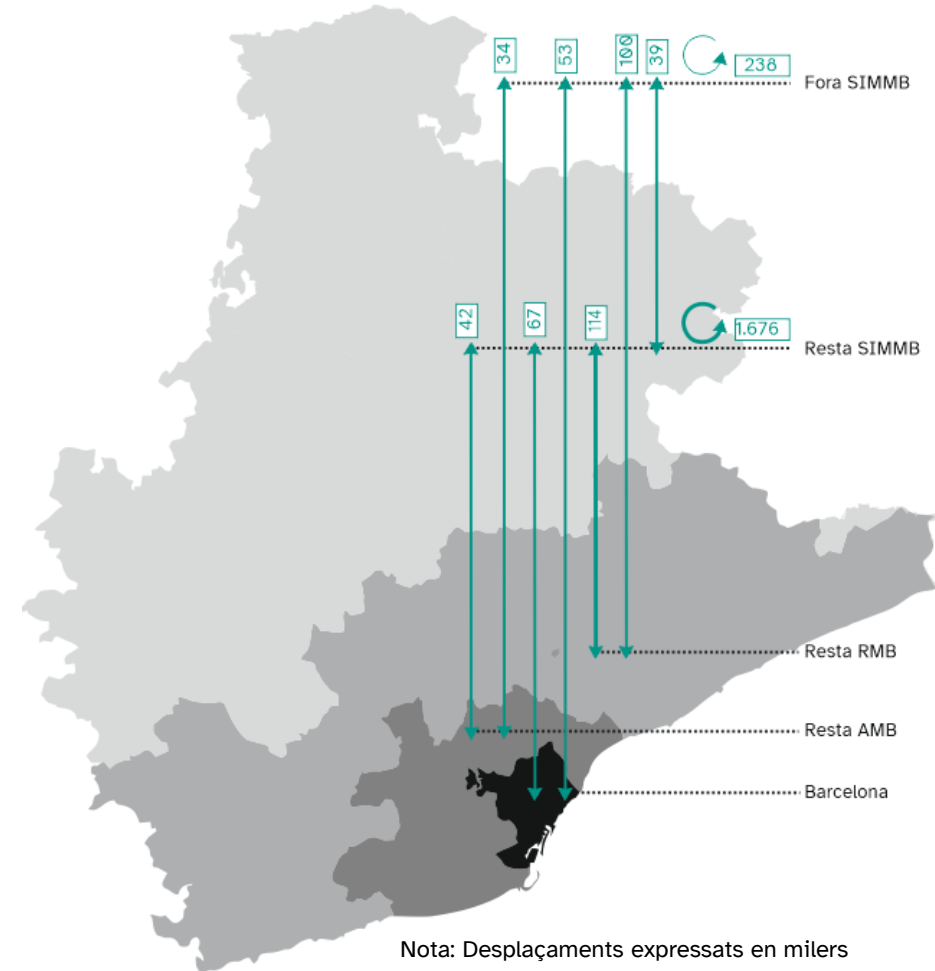 34
53
100
39
238
Fora SIMMB
42
67
114
1.676
Resta SIMMB
Resta RMB
Resta AMB
Barcelona
Nota: Desplaçaments expressats en milers